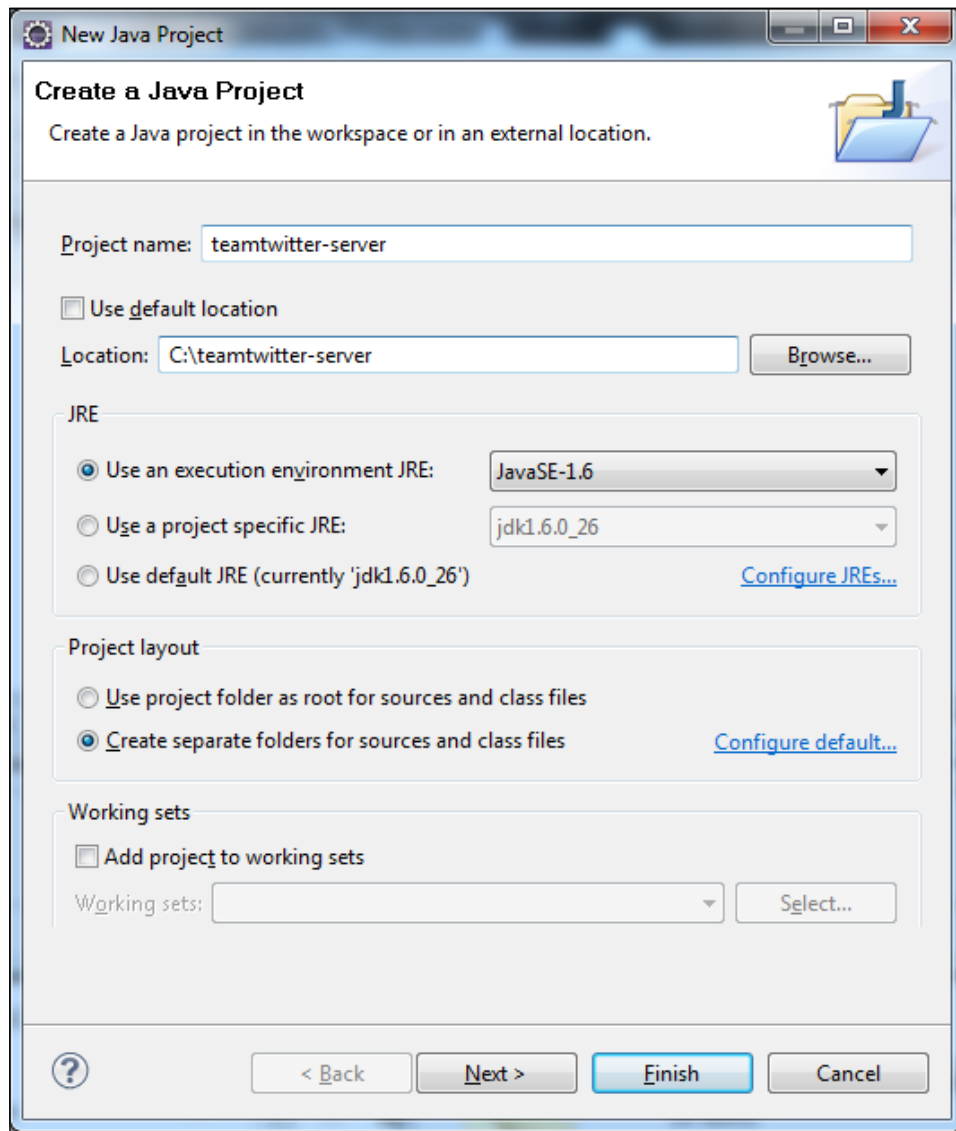 New Java Project
Create a Java Project
Create a Java project in the workspace or in an external location.
Project name: teamtwitter-server
Use default location
Location: C:\teamtwitter-server Browse...
JRE
Use an execution environment JRE: JavaSE-1.6
Use a project specific JRE: jdk1.6.0_26
Use default JRE (currently 'jdk1.6.0_26') Configure JREs...
Project layout
Use project folder as root for sources and class files
Create separate folders for sources and class files Configure default...
Working sets
Add project to working sets
Working sets: Select...
? < Back Next > Finish Cancel